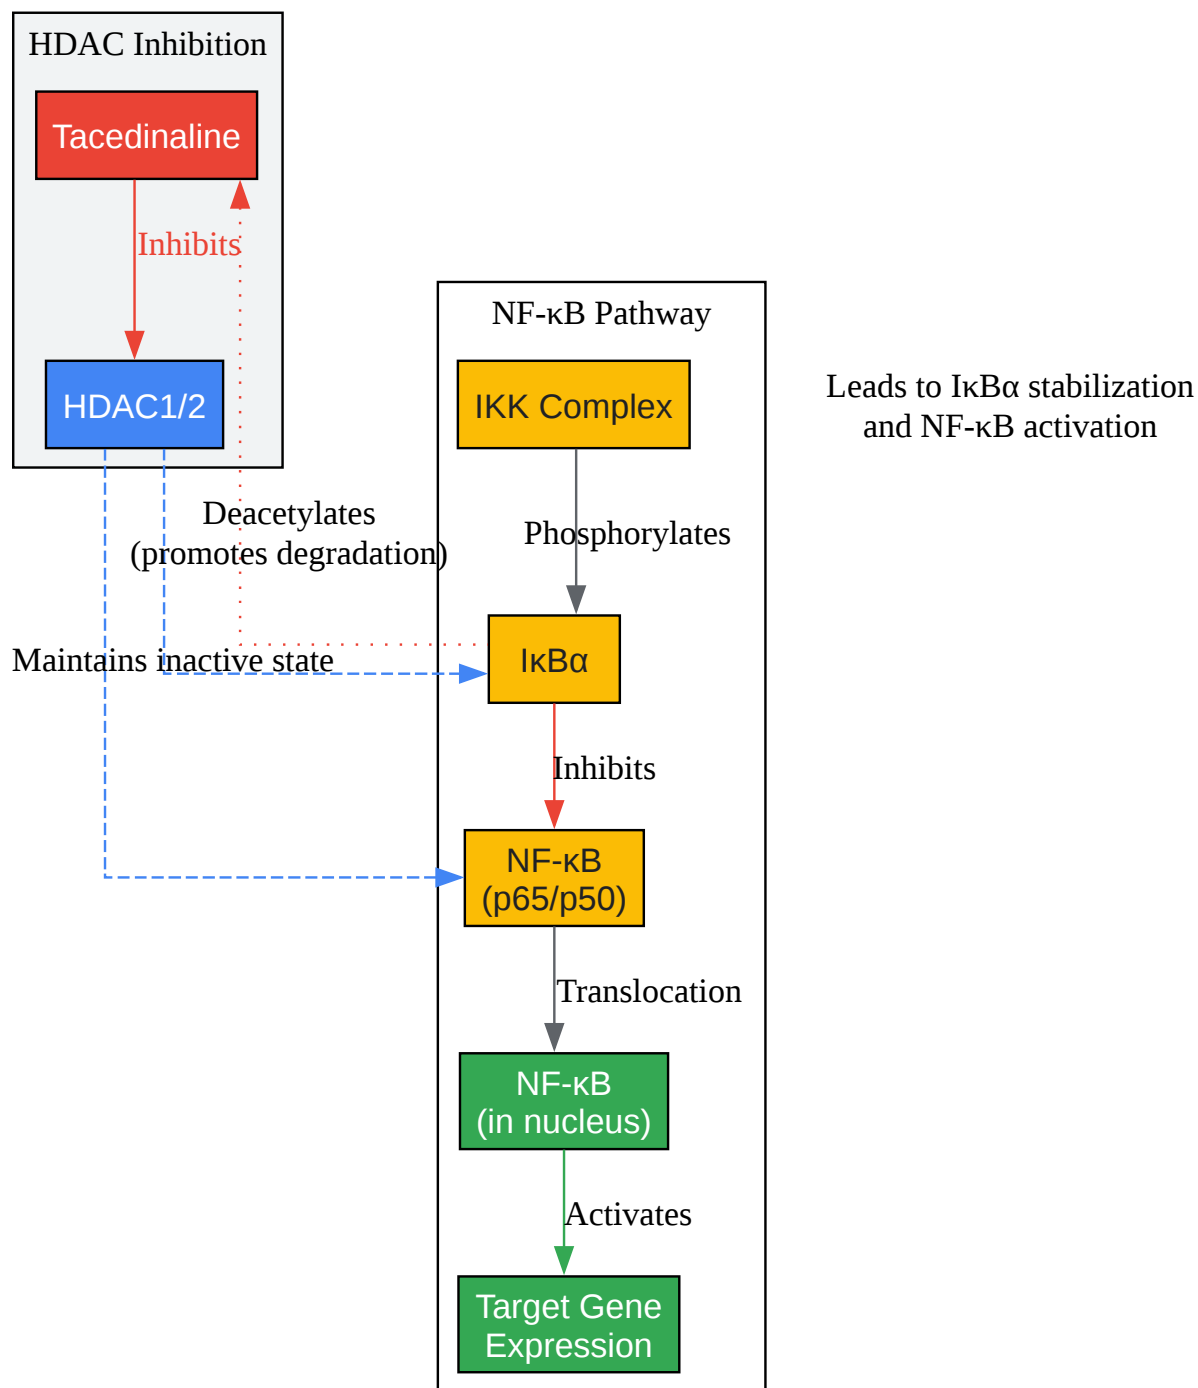 HDAC Inhibition
Tacedinaline
Inhibits
HDAC1/2
NF-κB Pathway
IKK Complex
Leads to IκBα stabilization
and NF-κB activation
Deacetylates
(promotes degradation)
Phosphorylates
Maintains inactive state
IκBα
Inhibits
NF-κB
(p65/p50)
Translocation
NF-κB
(in nucleus)
Activates
Target Gene
Expression